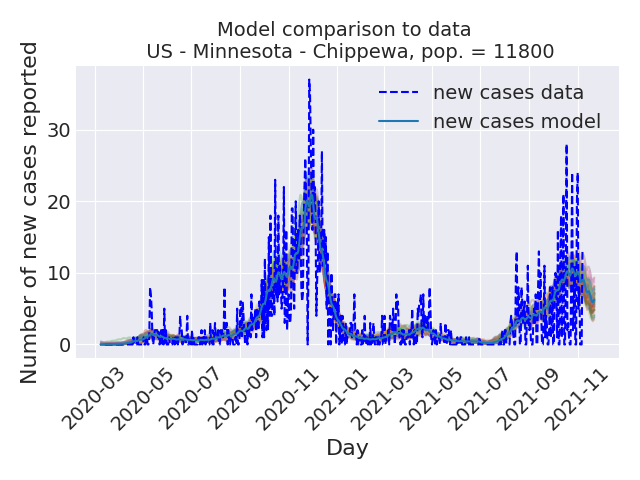 Model comparison to data
US - Minnesota - Chippewa, pop. = 11800
Number of new cases reported
30
20
10
0
new cases data
new cases model
2020-03
2020-05
2020-07
2020-09
2020-11
2021-01
2021-03
2021-05
2021-07
2021-09
2021-11
Day